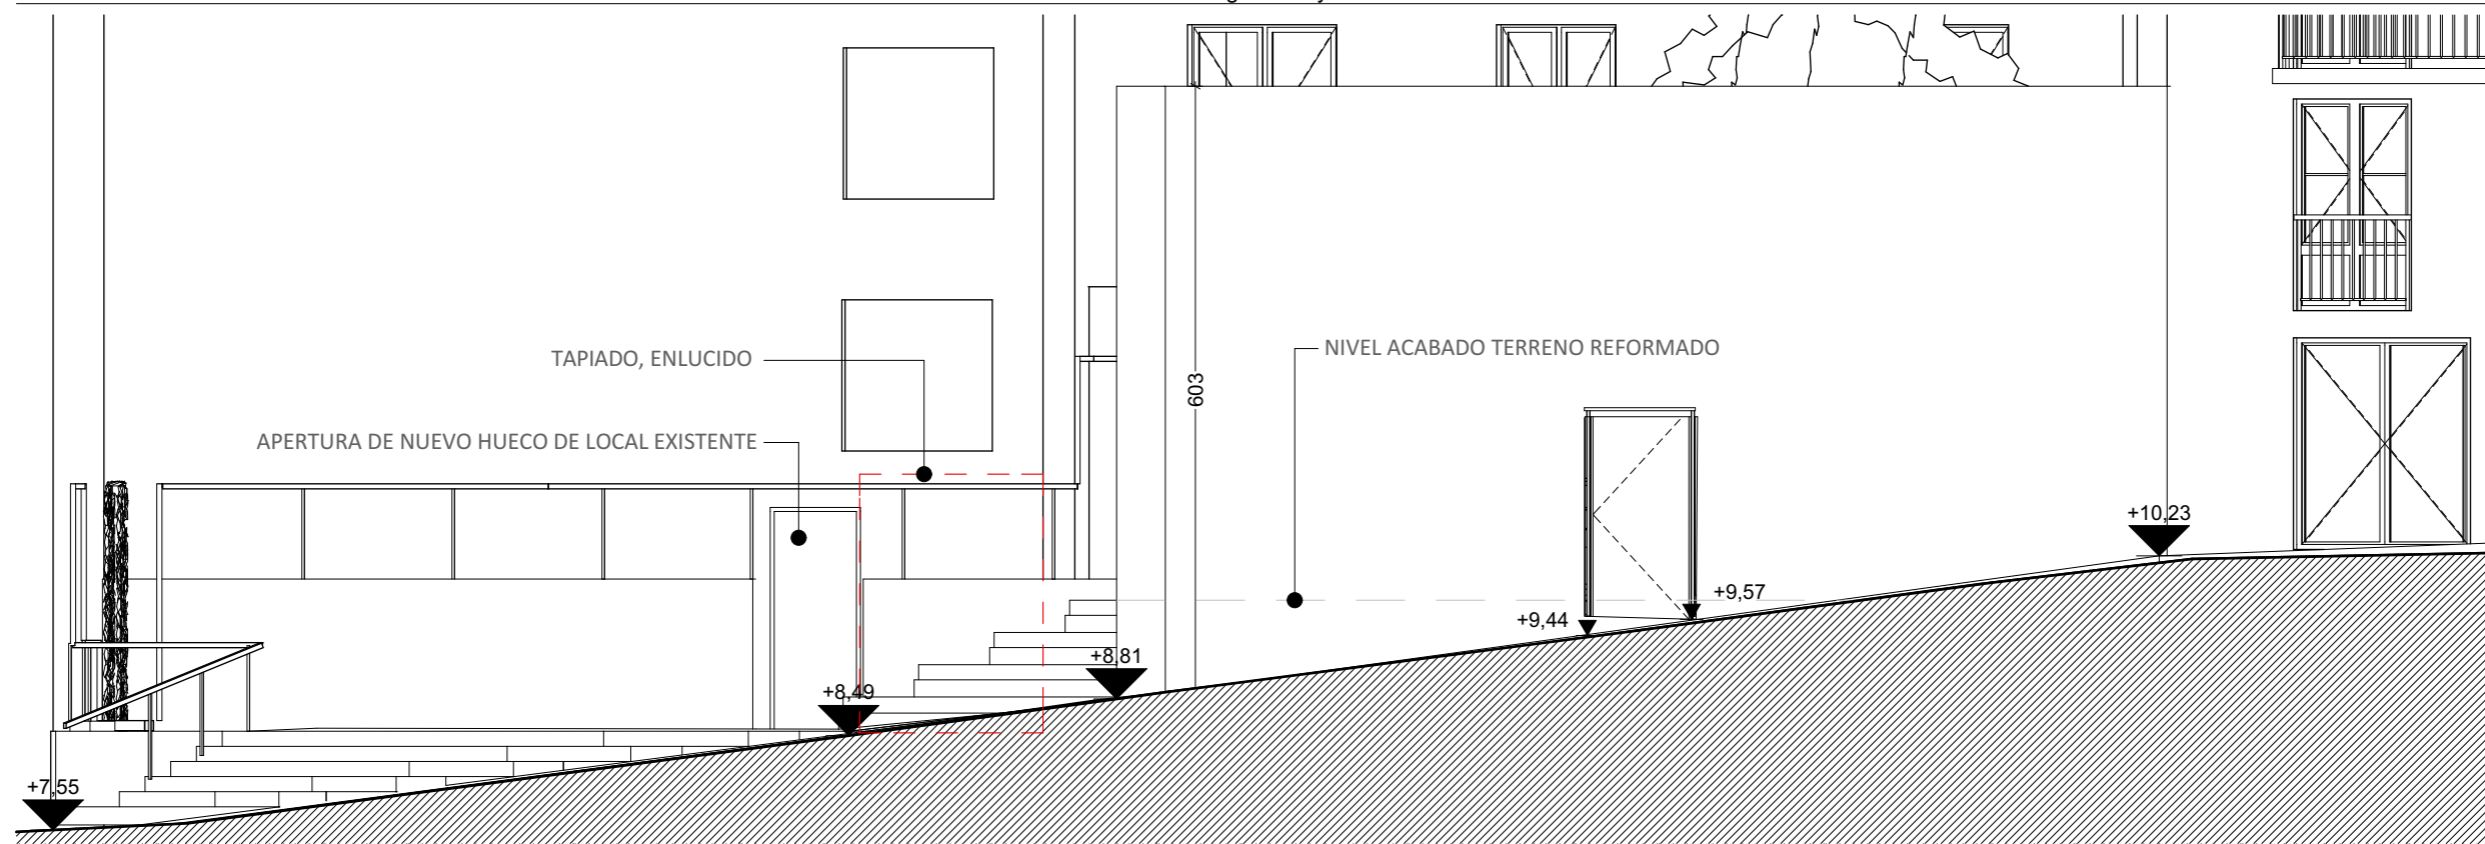 TAPIADO, ENLUCIDO
NIVEL ACABADO TERRENO REFORMADO
603
APERTURA DE NUEVO HUECO DE LOCAL EXISTENTE
+10,23
+9,57
+9,44
+8,81
+8,49
+7,55